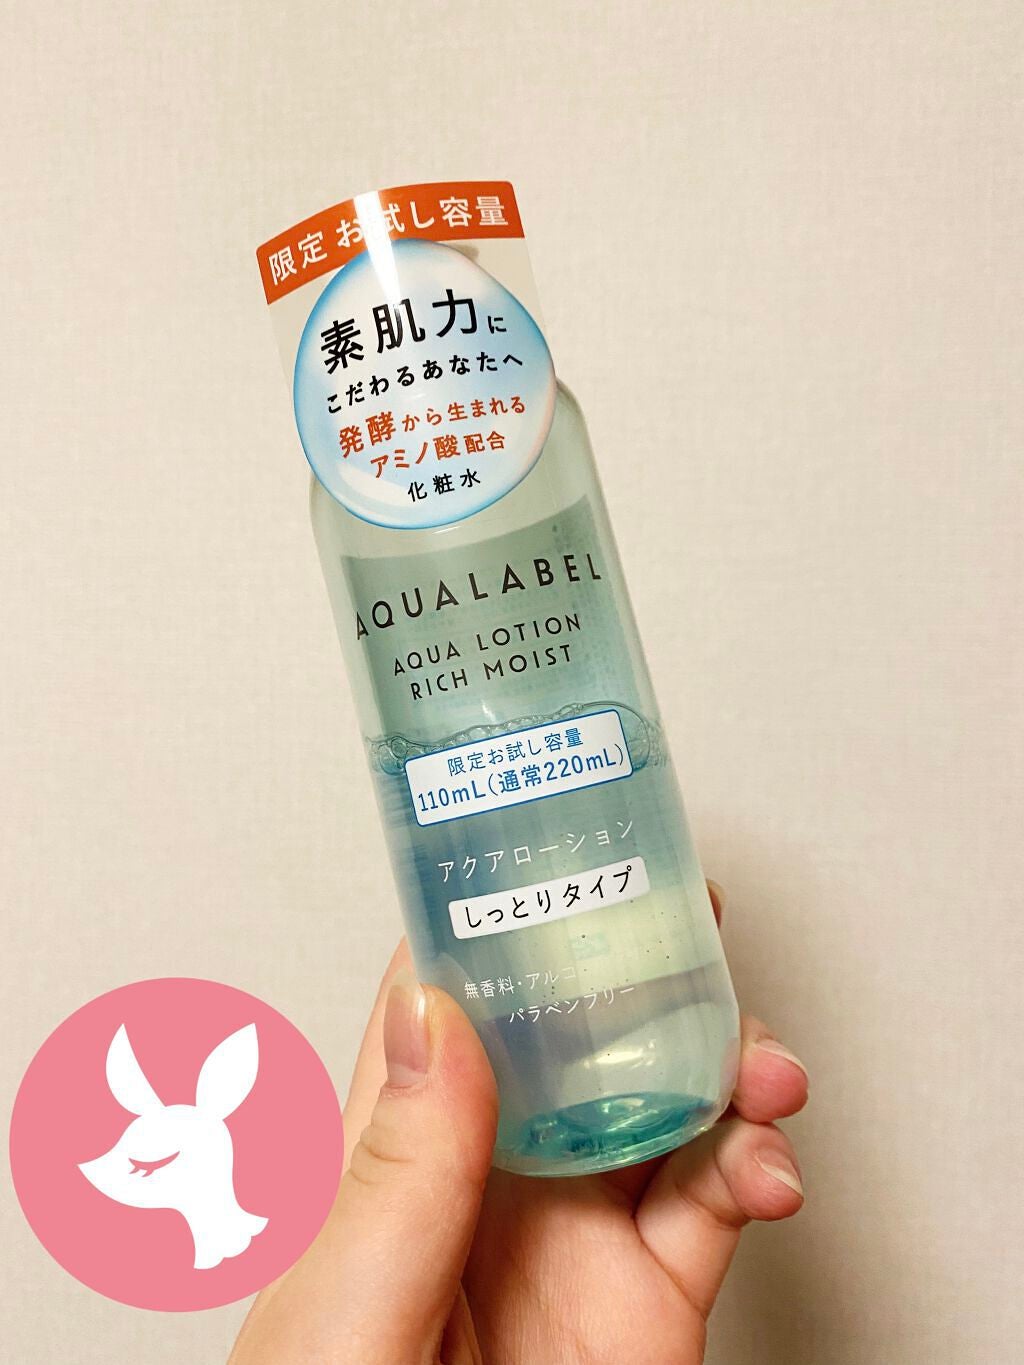 限定 お試し容量
素肌力に
こだわるあなたへ
発酵から生まれる
アミノ酸配合
化粧水
AQUALABEL
AQUA LOTION
RICH MOIST
限定お試し容量
110mL(通常220mL)
アクアローション
しっとりタイプ
無香料・アルコ
パラベンフリー